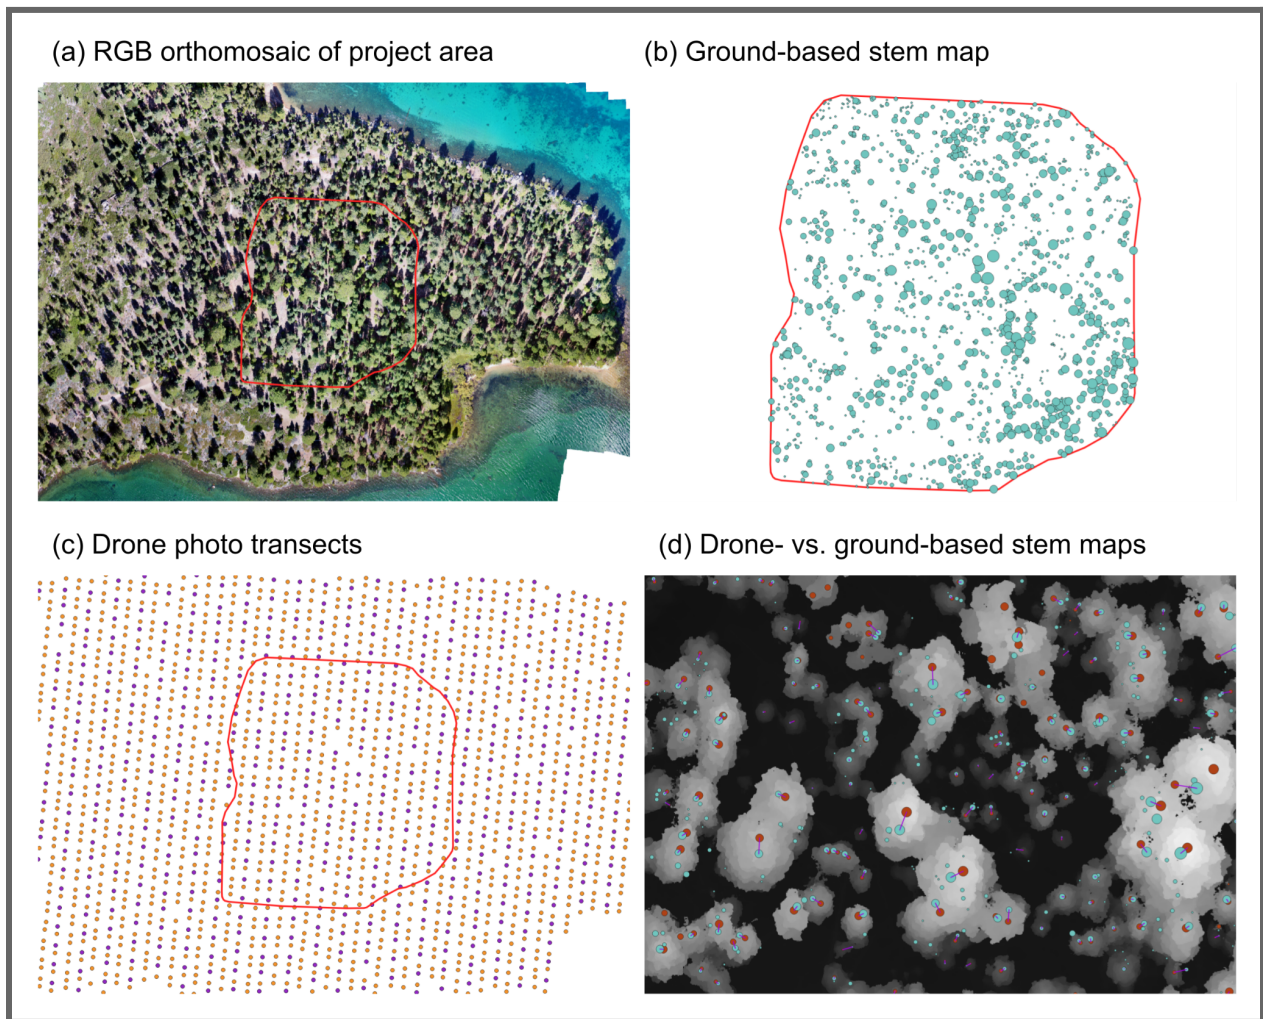 (a) RGB orthomosaic of project area
(b) Ground-based stem map
(c) Drone photo transects
(d) Drone- vs. ground-based stem maps